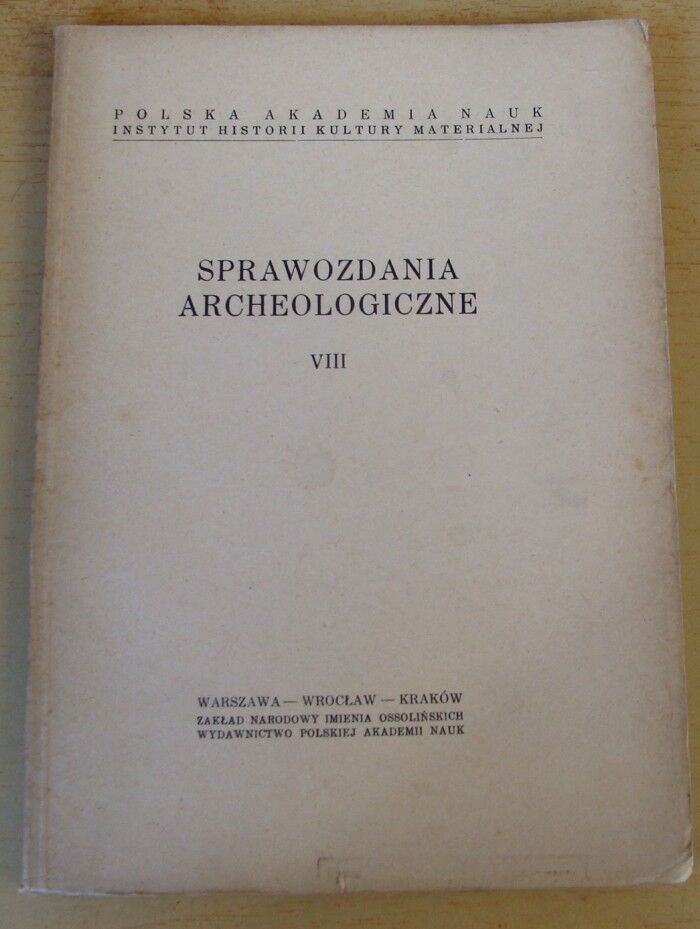 POLSKA AKADEMIA NAUK
INSTYTUT HISTORII KULTURY MATERIALNEJ
SPRAWOZDANIA
ARCHEOLOGICZNE
VIII
WARSZAWA — WROCŁAW — KRAKÓW
ZAKŁAD NARODOWY IMIENIA OSSOLIŃSKICH
WYDAWNICTWO POLSKIEJ AKADEMII NAUK